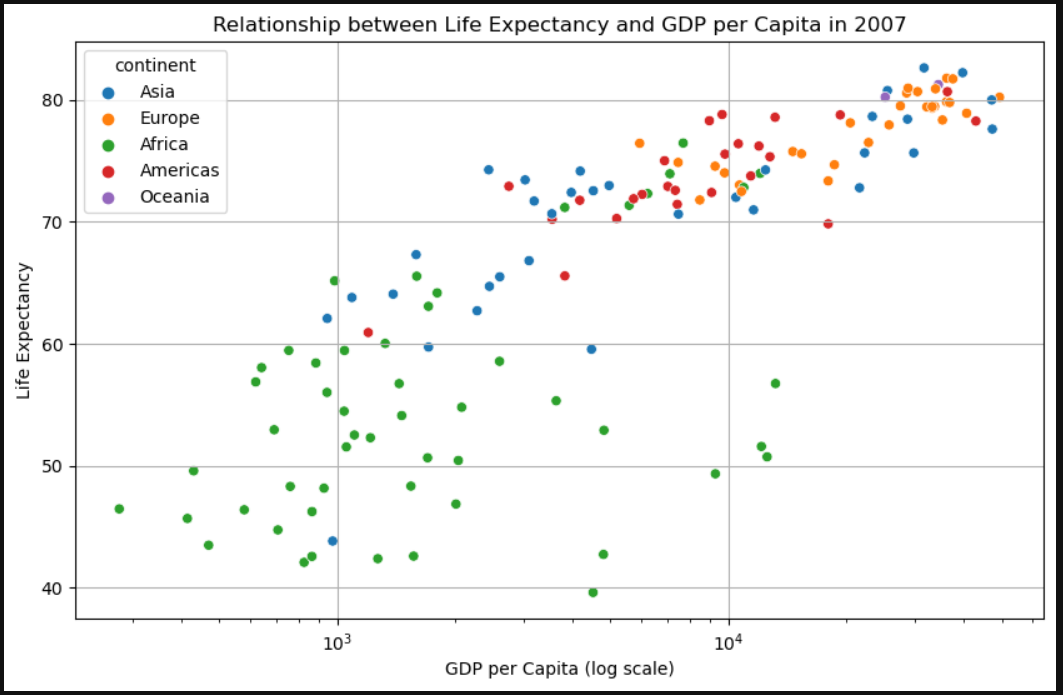 Relationship between Life Expectancy and GDP per Capita in 2007
continent
Asia
Europe
Africa
Americas
Oceania
80
70
60
50
40
Life Expectancy
10³ 10⁴
GDP per Capita (log scale)